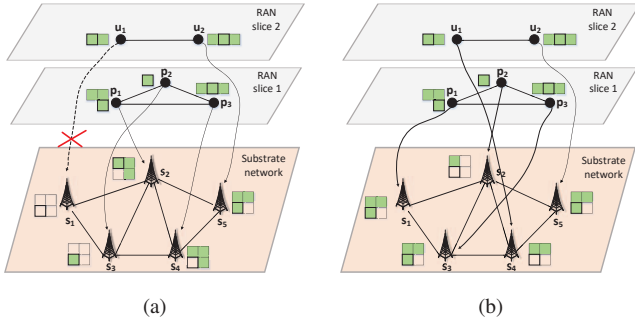 RAN
slice 2
u1
u2
RAN
slice 1
p1
p2
p3
Substrate
network
s1
s2
s3
s4
s5
(a)
RAN
slice 2
u1
u2
RAN
slice 1
p1
p2
p3
Substrate
network
s1
s2
s3
s4
s5
(b)